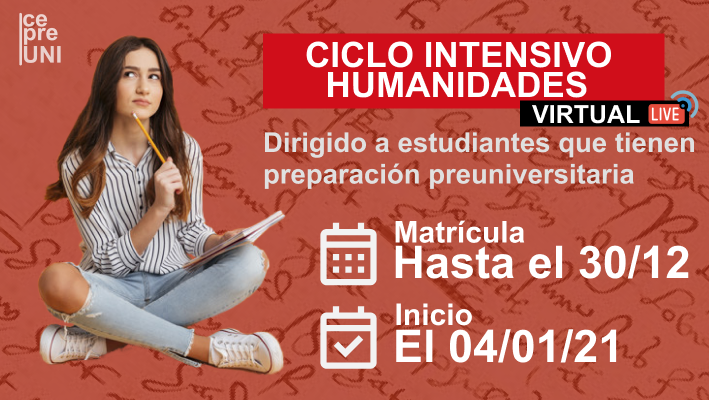 ce
pre
UNI
CICLO INTENSIVO
HUMANIDADES
VIRTUAL LIVE
Dirigido a estudiantes que tienen
preparación preuniversitaria
Matrícula
Hasta el 30/12
Inicio
El 04/01/21